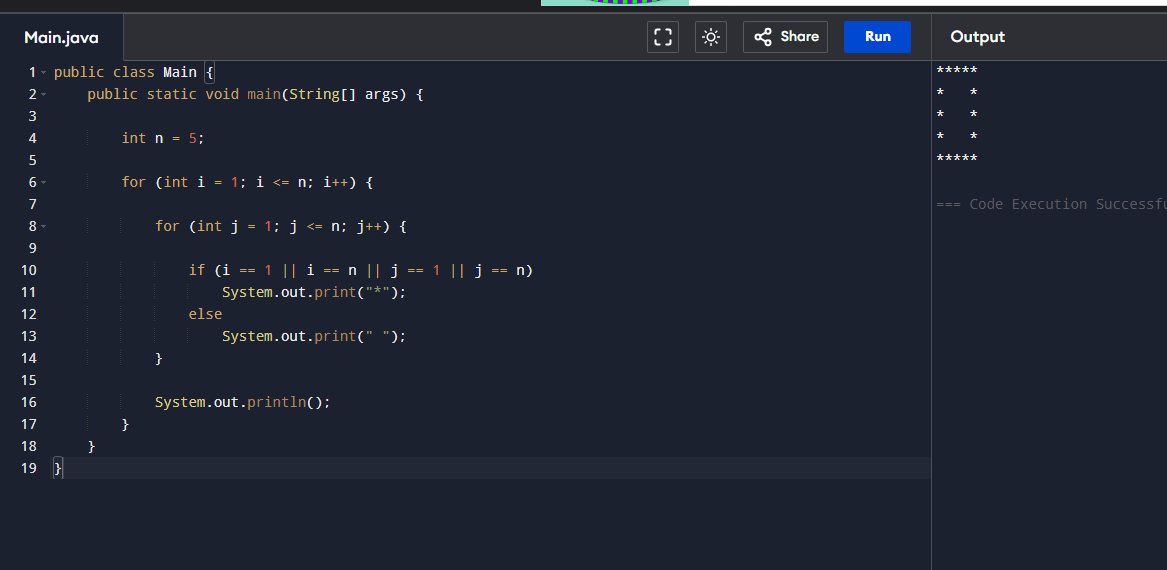 Main.java
Share
Run
Output
1 public class Main {
2     public static void main(String[] args) {
3
4         int n = 5;
5
6         for (int i = 1; i <= n; i++) {
7
8             for (int j = 1; j <= n; j++) {
9
10                 if (i == 1 || i == n || j == 1 || j == n)
11                     System.out.print("*");
12                 else
13                     System.out.print(" ");
14             }
15
16             System.out.println();
17         }
18     }
19 }
*****
*   *
*   *
*   *
*****
=== Code Execution